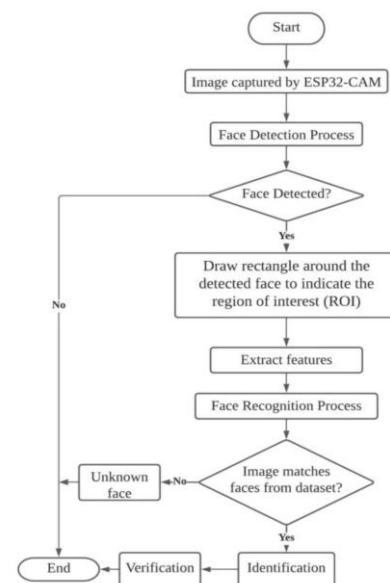 Start
Image captured by ESP32-CAM
Face Detection Process
Face Detected?
Yes
No
Draw rectangle around the
detected face to indicate the
region of interest (ROI)
Extract features
Face Recognition Process
Image matches
faces from dataset?
No
Unknown
face
Yes
Identification
Verification
End